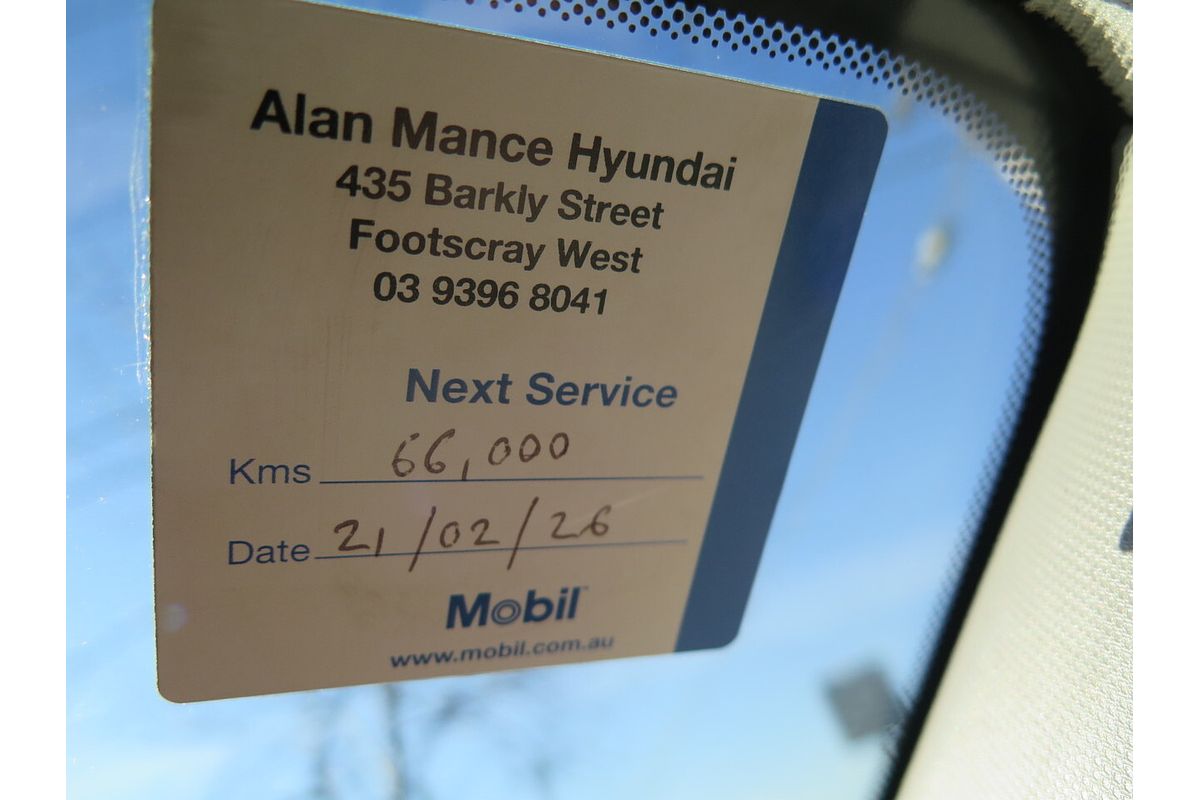 Alan Mance Hyundai
435 Barkly Street
Footscray West
03 9396 8041
Next Service
Kms 66,000
Date 21/02/26
Mobil
www.mobil.com.au